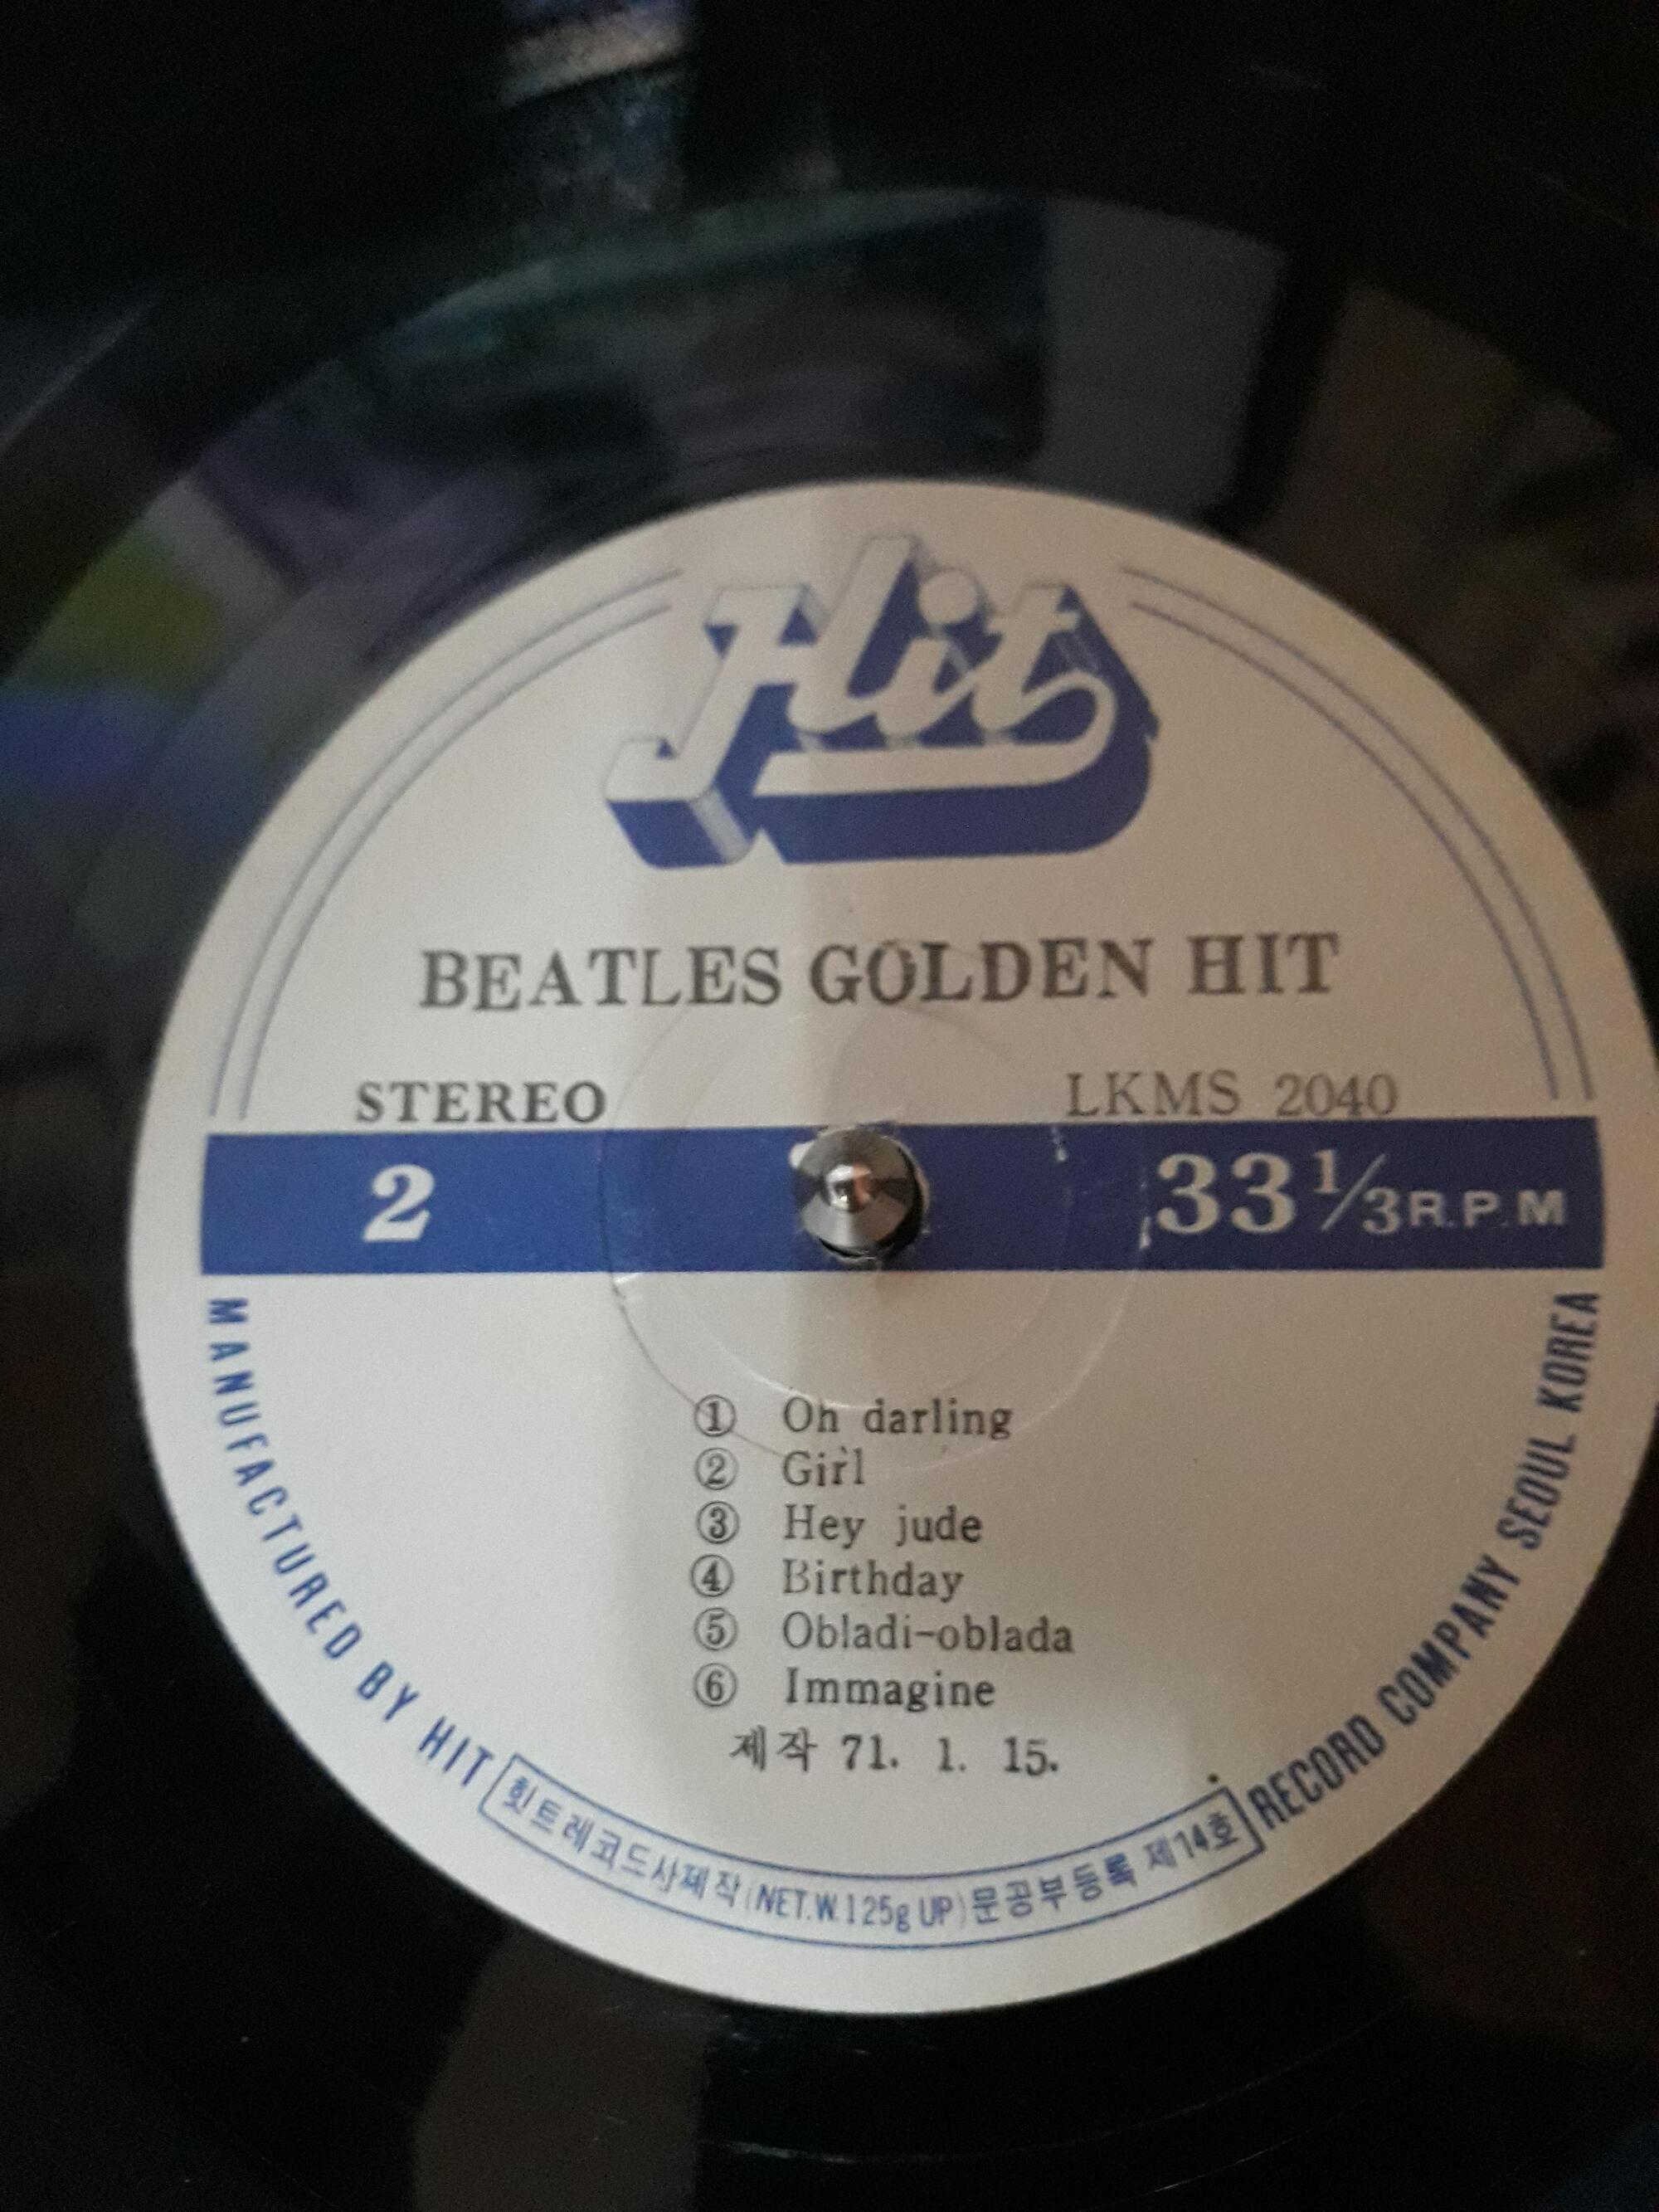 Hit
BEATLES GOLDEN HIT
STEREO
LKMS 2040
2
33 1/3 R.P.M
① Oh darling
② Girl
③ Hey jude
④ Birthday
⑤ Obladi-oblada
⑥ Immagine
제작 71. 1. 15.
MANUFACTURED BY HIT RECORD COMPANY SEOUL KOREA
힛트레코드사제작 (NET.W.125g UP) 문공부등록 제14호